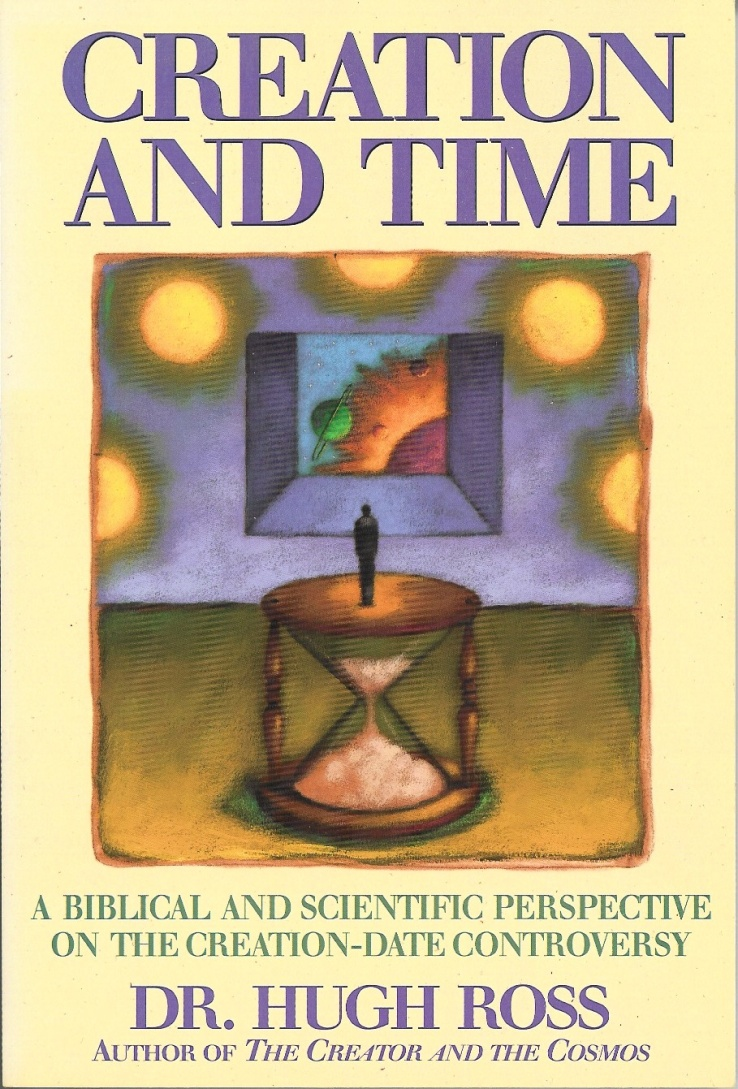 CREATION
AND TIME
A BIBLICAL AND SCIENTIFIC PERSPECTIVE
ON THE CREATION-DATE CONTROVERSY
DR. HUGH ROSS
AUTHOR OF THE CREATOR AND THE COSMOS